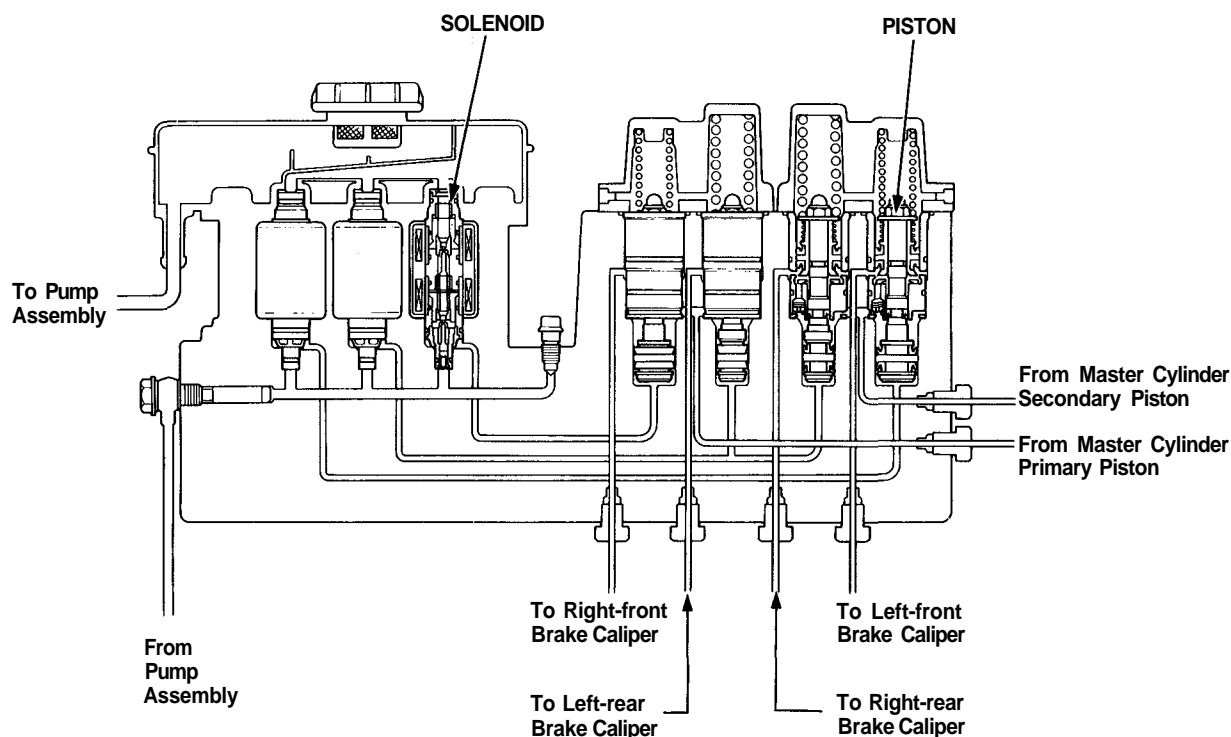 SOLENOID
PISTON
To Pump
Assembly
From Master Cylinder
Secondary Piston
From Master Cylinder
Primary Piston
To Right-front
Brake Caliper
To Left-front
Brake Caliper
From
Pump
Assembly
To Left-rear
Brake Caliper
To Right-rear
Brake Caliper